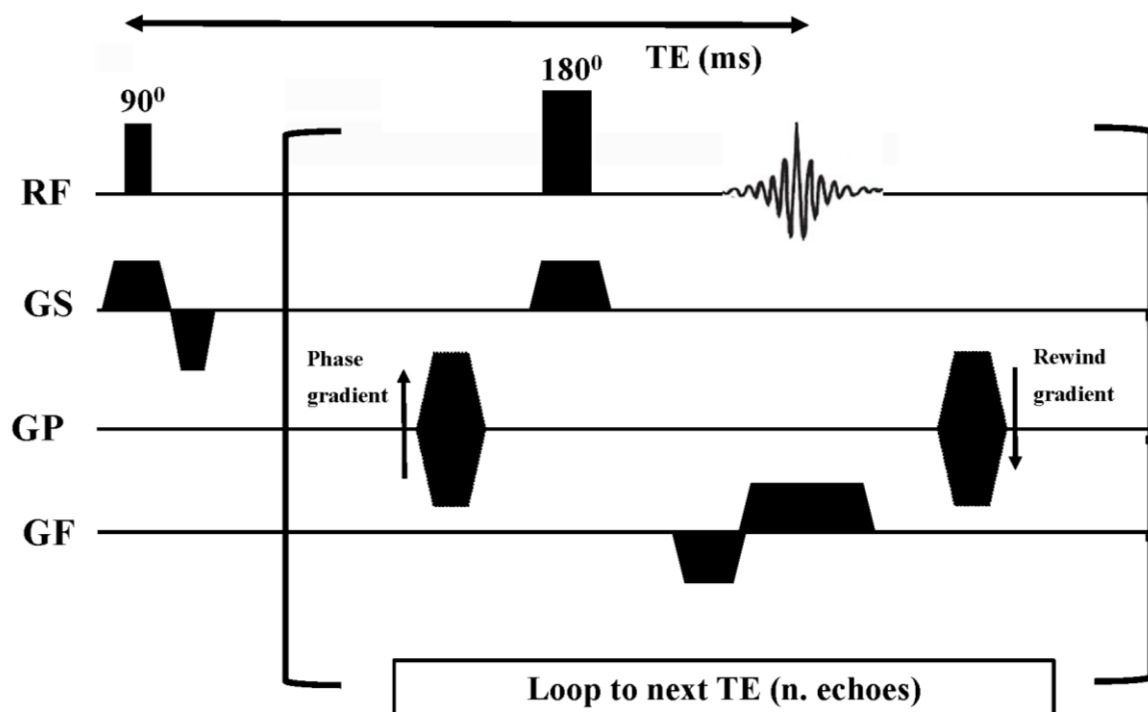 TE (ms)
90⁰
180⁰
RF
GS
Phase
gradient
Rewind
gradient
GP
GF
Loop to next TE (n. echoes)